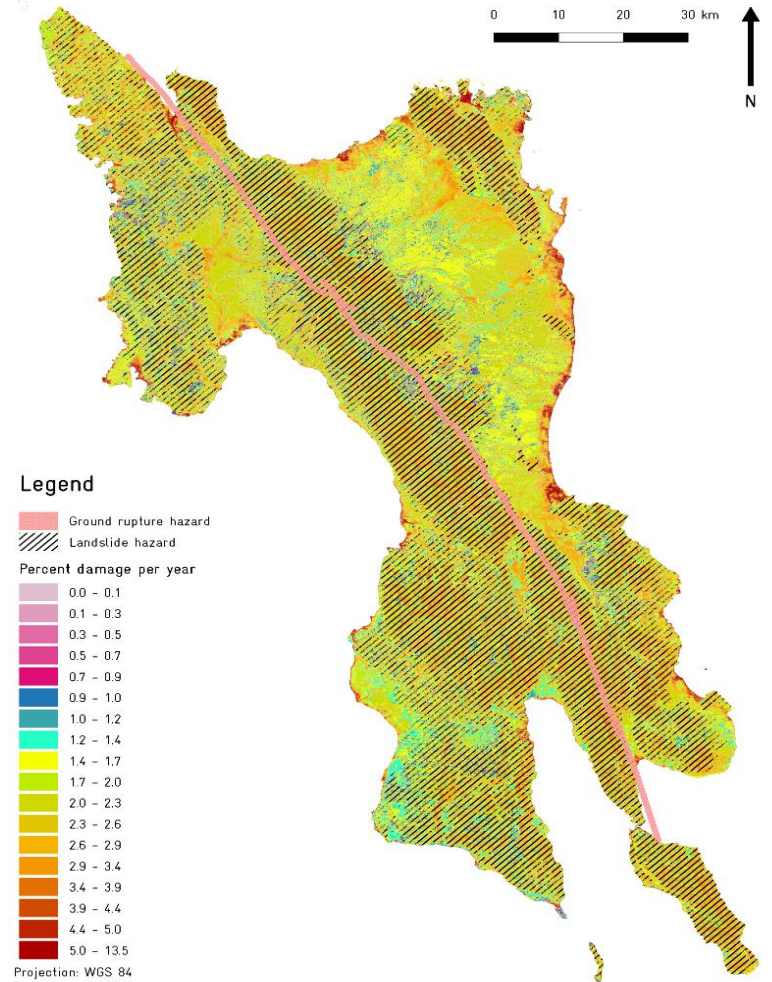 0 10 20 30 km
N
Legend
Ground rupture hazard
Landslide hazard
Percent damage per year
0.0 - 0.1
0.1 - 0.3
0.3 - 0.5
0.5 - 0.7
0.7 - 0.9
0.9 - 1.0
1.0 - 1.2
1.2 - 1.4
1.4 - 1.7
1.7 - 2.0
2.0 - 2.3
2.3 - 2.6
2.6 - 2.9
2.9 - 3.4
3.4 - 3.9
3.9 - 4.4
4.4 - 5.0
5.0 - 13.5
Projection: WGS 84